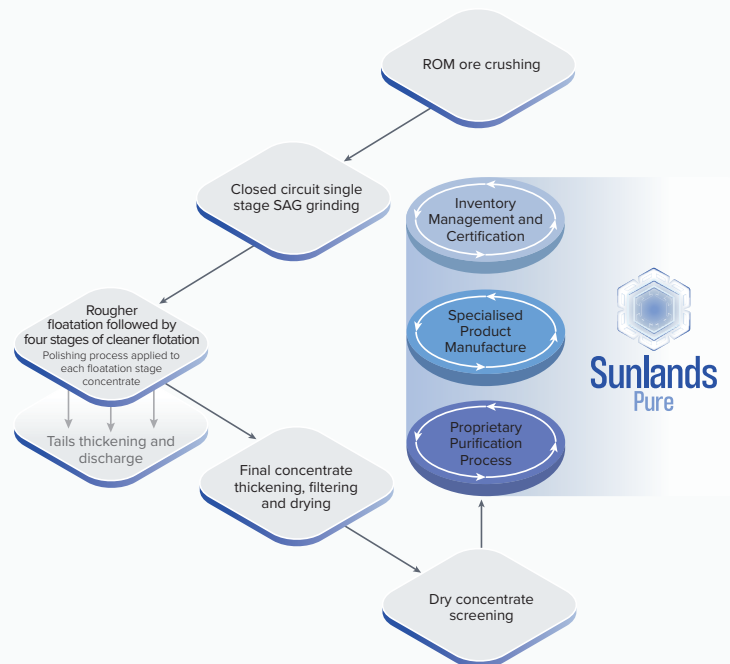 ROM ore crushing
Closed circuit single
stage SAG grinding
Rougher
floatation followed by
four stages of cleaner flotation
Polishing process applied to
each floatation stage
concentrate
Tails thickening and
discharge
Final concentrate
thickening, filtering
and drying
Dry concentrate
screening
Inventory
Management and
Certification
Specialised
Product
Manufacture
Proprietary
Purification
Process
Sunlands
Pure